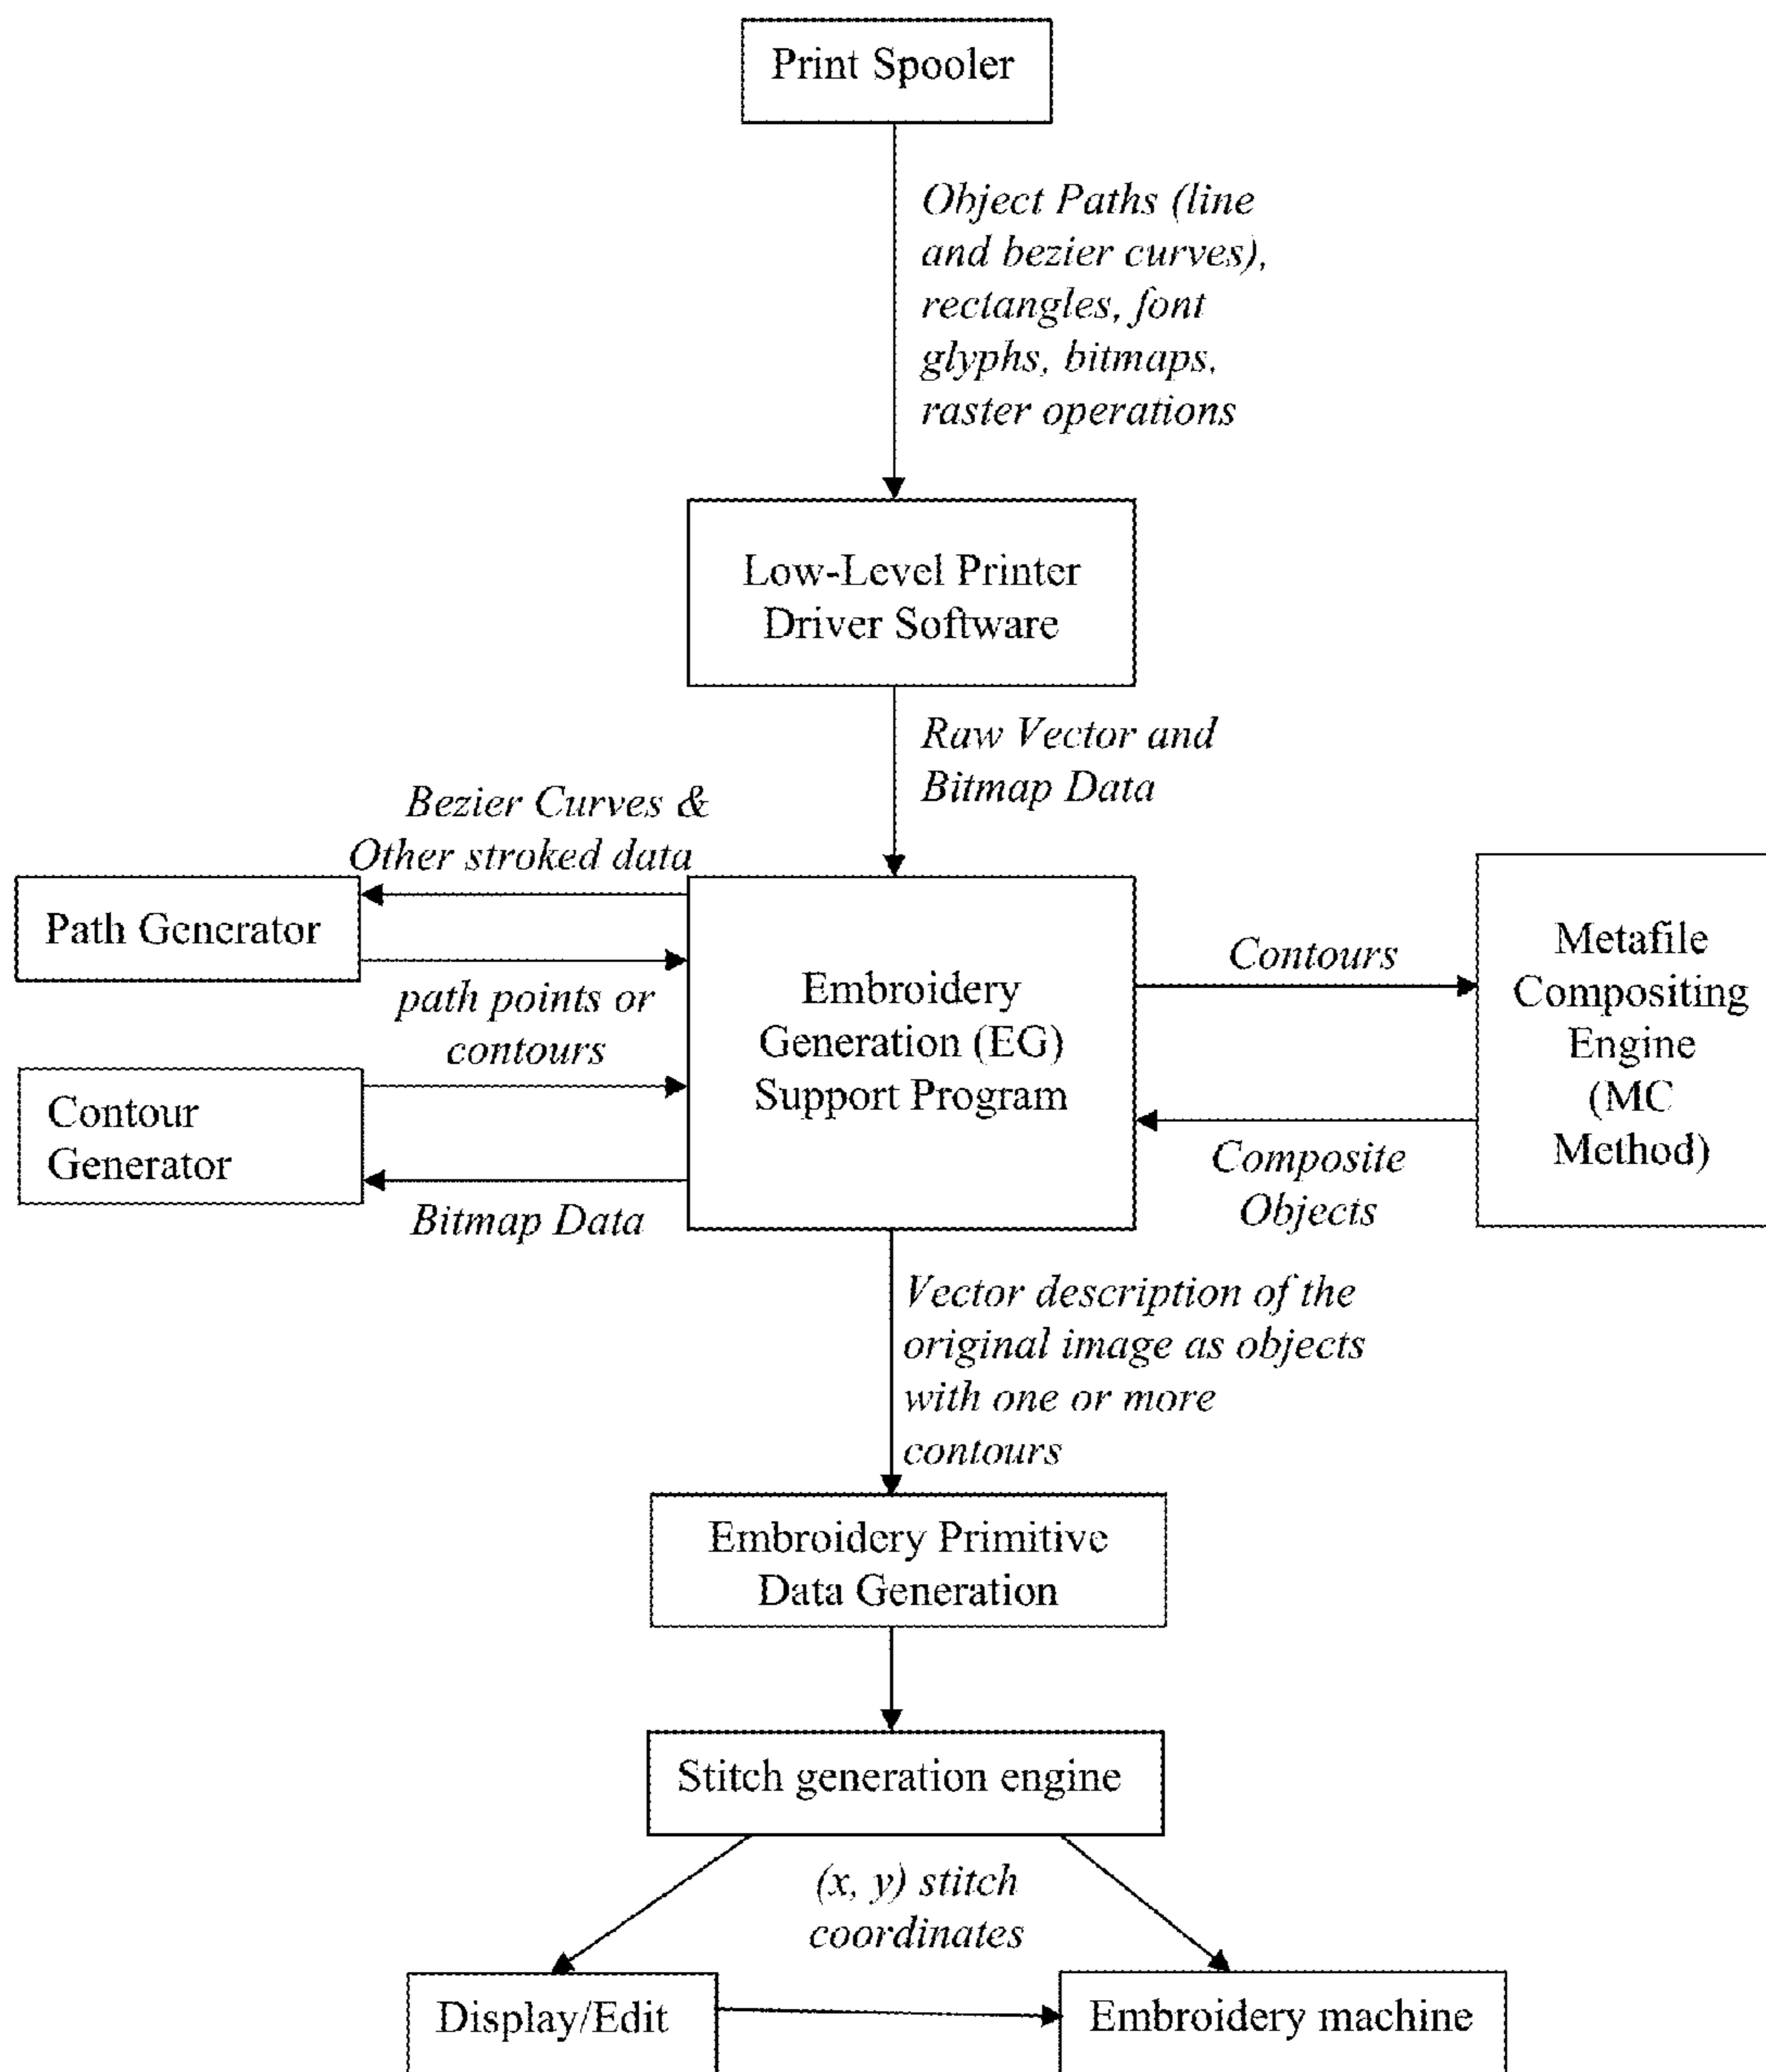 Print Spooler
Object Paths (line
and bezier curves),
rectangles, font
glyphs, bitmaps,
raster operations
Low-Level Printer
Driver Software
Raw Vector and
Bitmap Data
Bezier Curves &
Other stroked data
Path Generator
path points or
contours
Contour
Generator
Bitmap Data
Embroidery
Generation (EG)
Support Program
Contours
Composite
Objects
Metafile
Compositing
Engine
(MC
Method)
Vector description of the
original image as objects
with one or more
contours
Embroidery Primitive
Data Generation
Stitch generation engine
(x, y) stitch
coordinates
Display/Edit
Embroidery machine